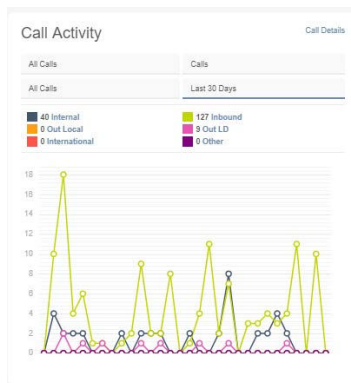 Call Activity
Call Details
All Calls
Calls
All Calls
Last 30 Days
40 Internal
127 Inbound
0 Out Local
9 Out LD
0 International
0 Other
18
16
14
12
10
8
6
4
2
0